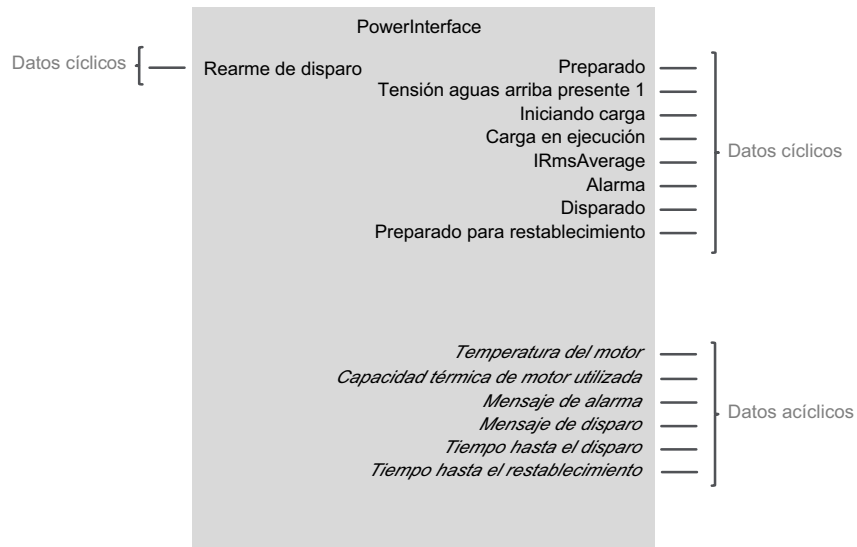 PowerInterface
Datos cíclicos
Rearme de disparo
Preparado
Tensión aguas arriba presente 1
Iniciando carga
Carga en ejecución
IRmsAverage
Alarma
Disparado
Preparado para restablecimiento
Datos cíclicos
Temperatura del motor
Capacidad térmica de motor utilizada
Mensaje de alarma
Mensaje de disparo
Tiempo hasta el disparo
Tiempo hasta el restablecimiento
Datos acíclicos